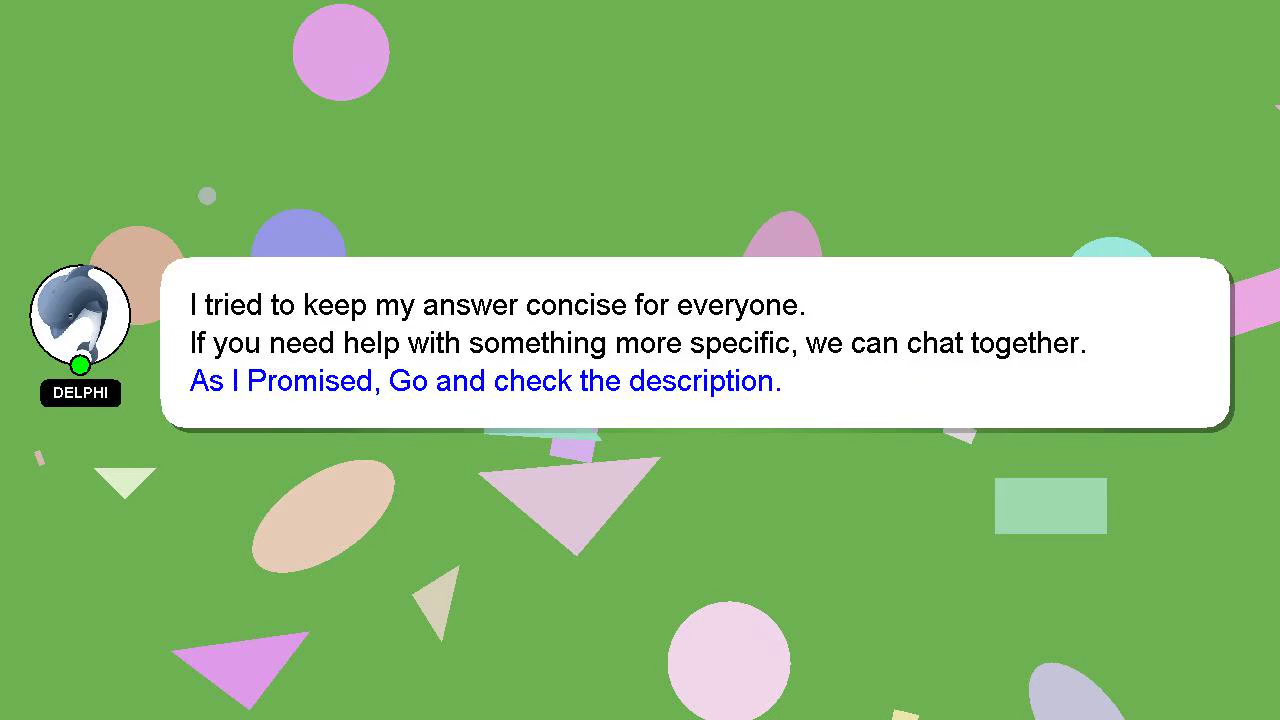 I tried to keep my answer concise for everyone.
If you need help with something more specific, we can chat together.
As I Promised, Go and check the description.
DELPHI